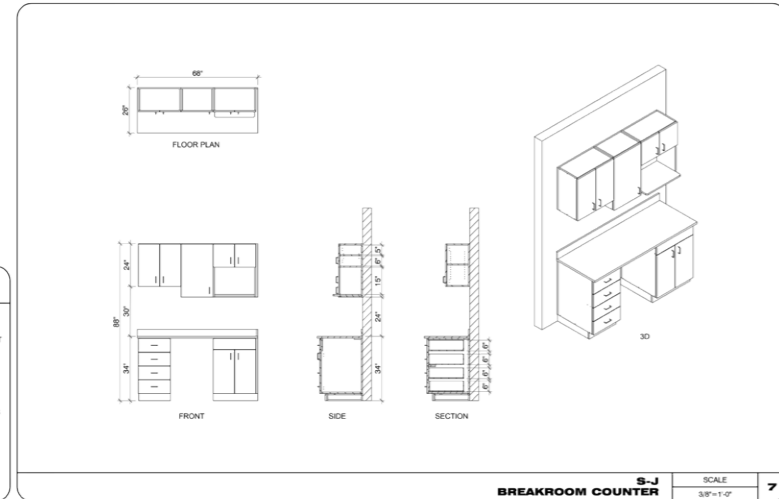 68"
26"
FLOOR PLAN
24"
30"
88"
34"
FRONT
5"
6"
15"
24"
34"
SIDE
6"
6"
6"
6"
SECTION
3D
S-J
BREAKROOM COUNTER
SCALE
3/8"=1'-0"
7